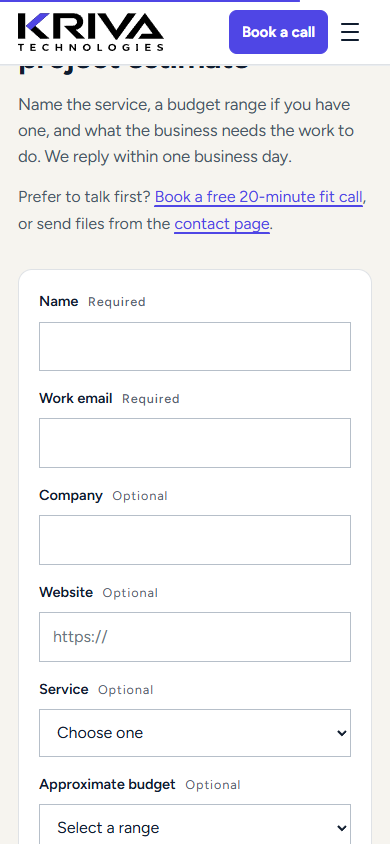 KRIVA
TECHNOLOGIES
Book a call
project estimate
Name the service, a budget range if you have
one, and what the business needs the work to
do. We reply within one business day.
Prefer to talk first? Book a free 20-minute fit call,
or send files from the contact page.
Name Required
Work email Required
Company Optional
Website Optional
https://
Service Optional
Choose one
Approximate budget Optional
Select a range